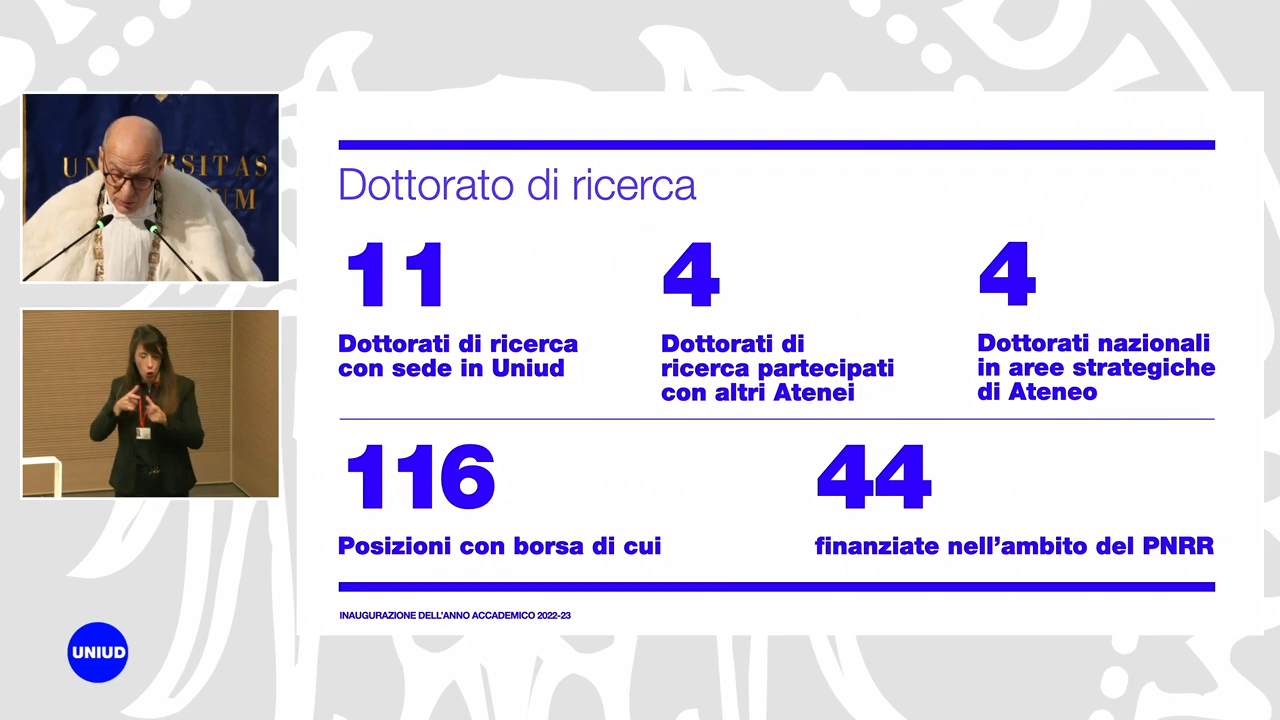 Dottorato di ricerca
11
Dottorati di ricerca
con sede in Uniud
4
Dottorati di
ricerca partecipati
con altri Atenei
4
Dottorati nazionali
in aree strategiche
di Ateneo
116
Posizioni con borsa di cui
44
finanziate nell’ambito del PNRR
INAUGURAZIONE DELL’ANNO ACCADEMICO 2022-23
UNIUD